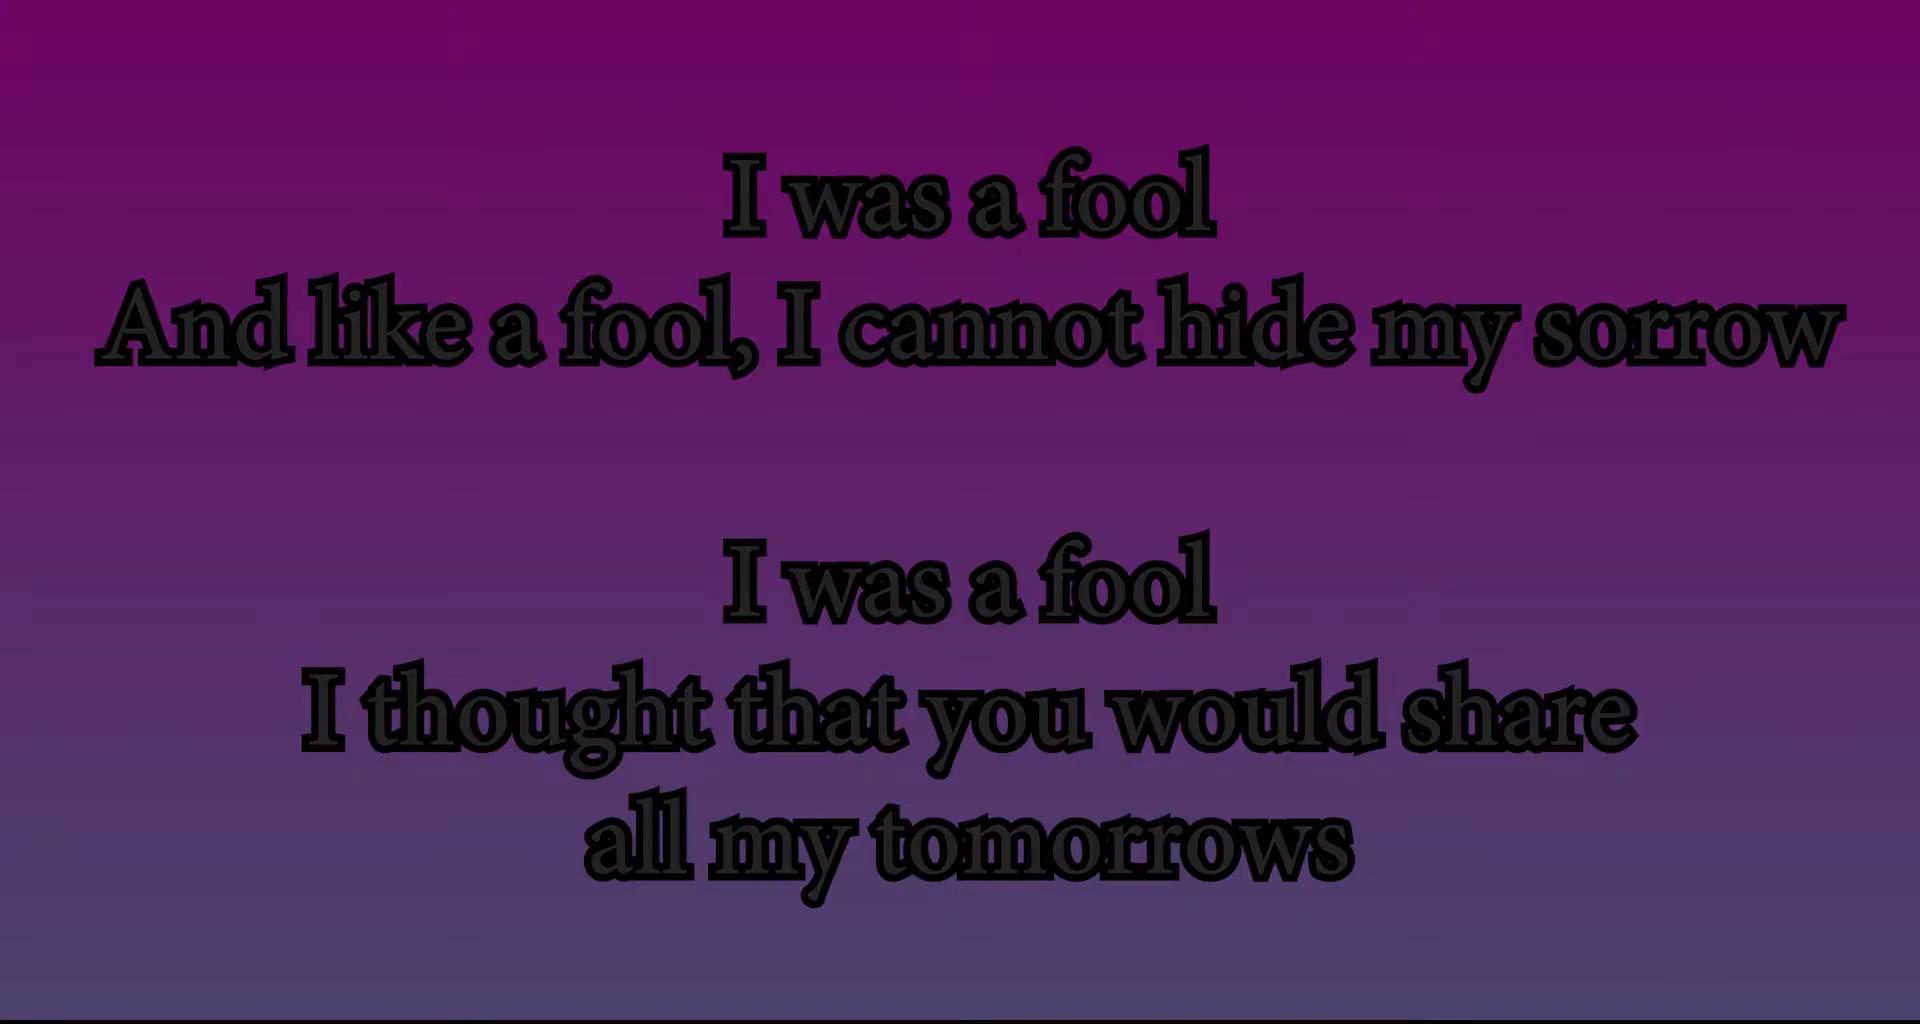 I was a fool
And like a fool, I cannot hide my sorrow
I was a fool
I thought that you would share
all my tomorrows